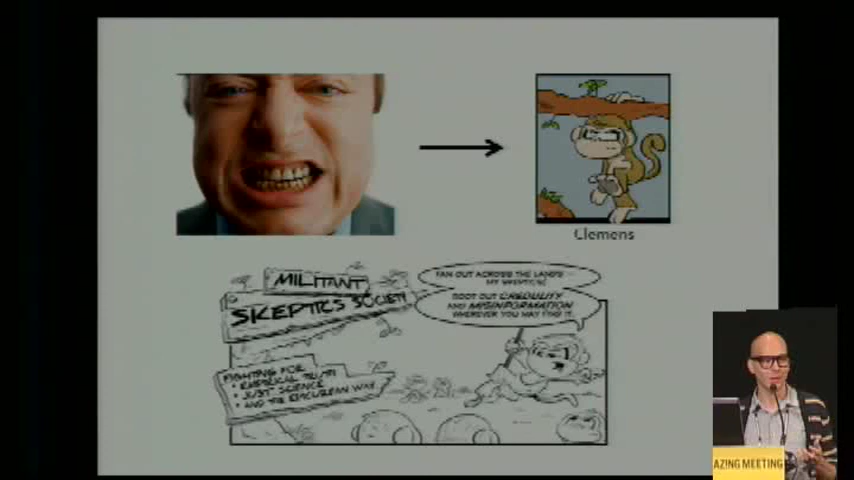 Clemens
MILITANT
SKEPTICS SOCIETY
FAN OUT ACROSS THE LANDS
MY SKEPTICS!
ROOT OUT CREDULITY
AND MISINFORMATION
WHEREVER YOU MAY FIND IT.
FIGHTING FOR
• EMPIRICAL TRUTH
• JUST SCIENCE
• AND THE EPICUREAN WAY
AZING MEETING